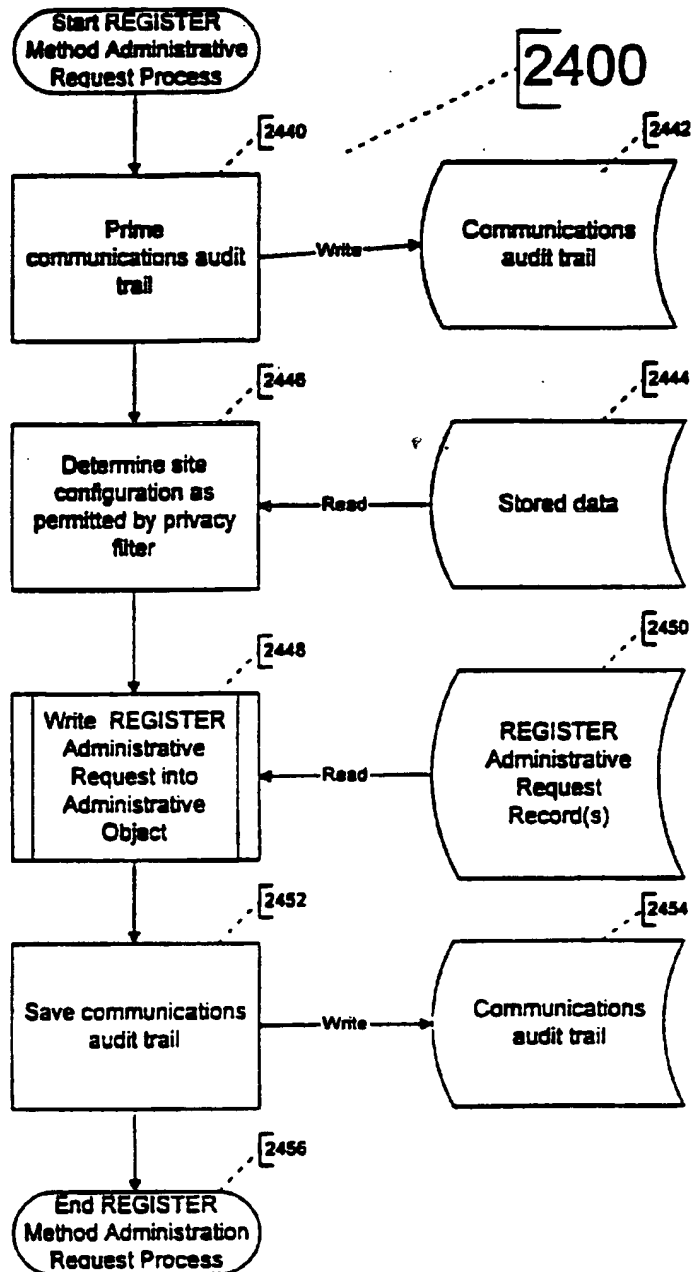 Start REGISTER
Method Administrative
Request Process
2400
2440
2442
Prime
communications audit
trail
Write
Communications
audit trail
2446
2444
Determine site
configuration as
permitted by privacy
filter
Read
Stored data
2448
2450
Write REGISTER
Administrative
Request into
Administrative
Object
Read
REGISTER
Administrative
Request
Record(s)
2452
2454
Save communications
audit trail
Write
Communications
audit trail
2456
End REGISTER
Method Administration
Request Process